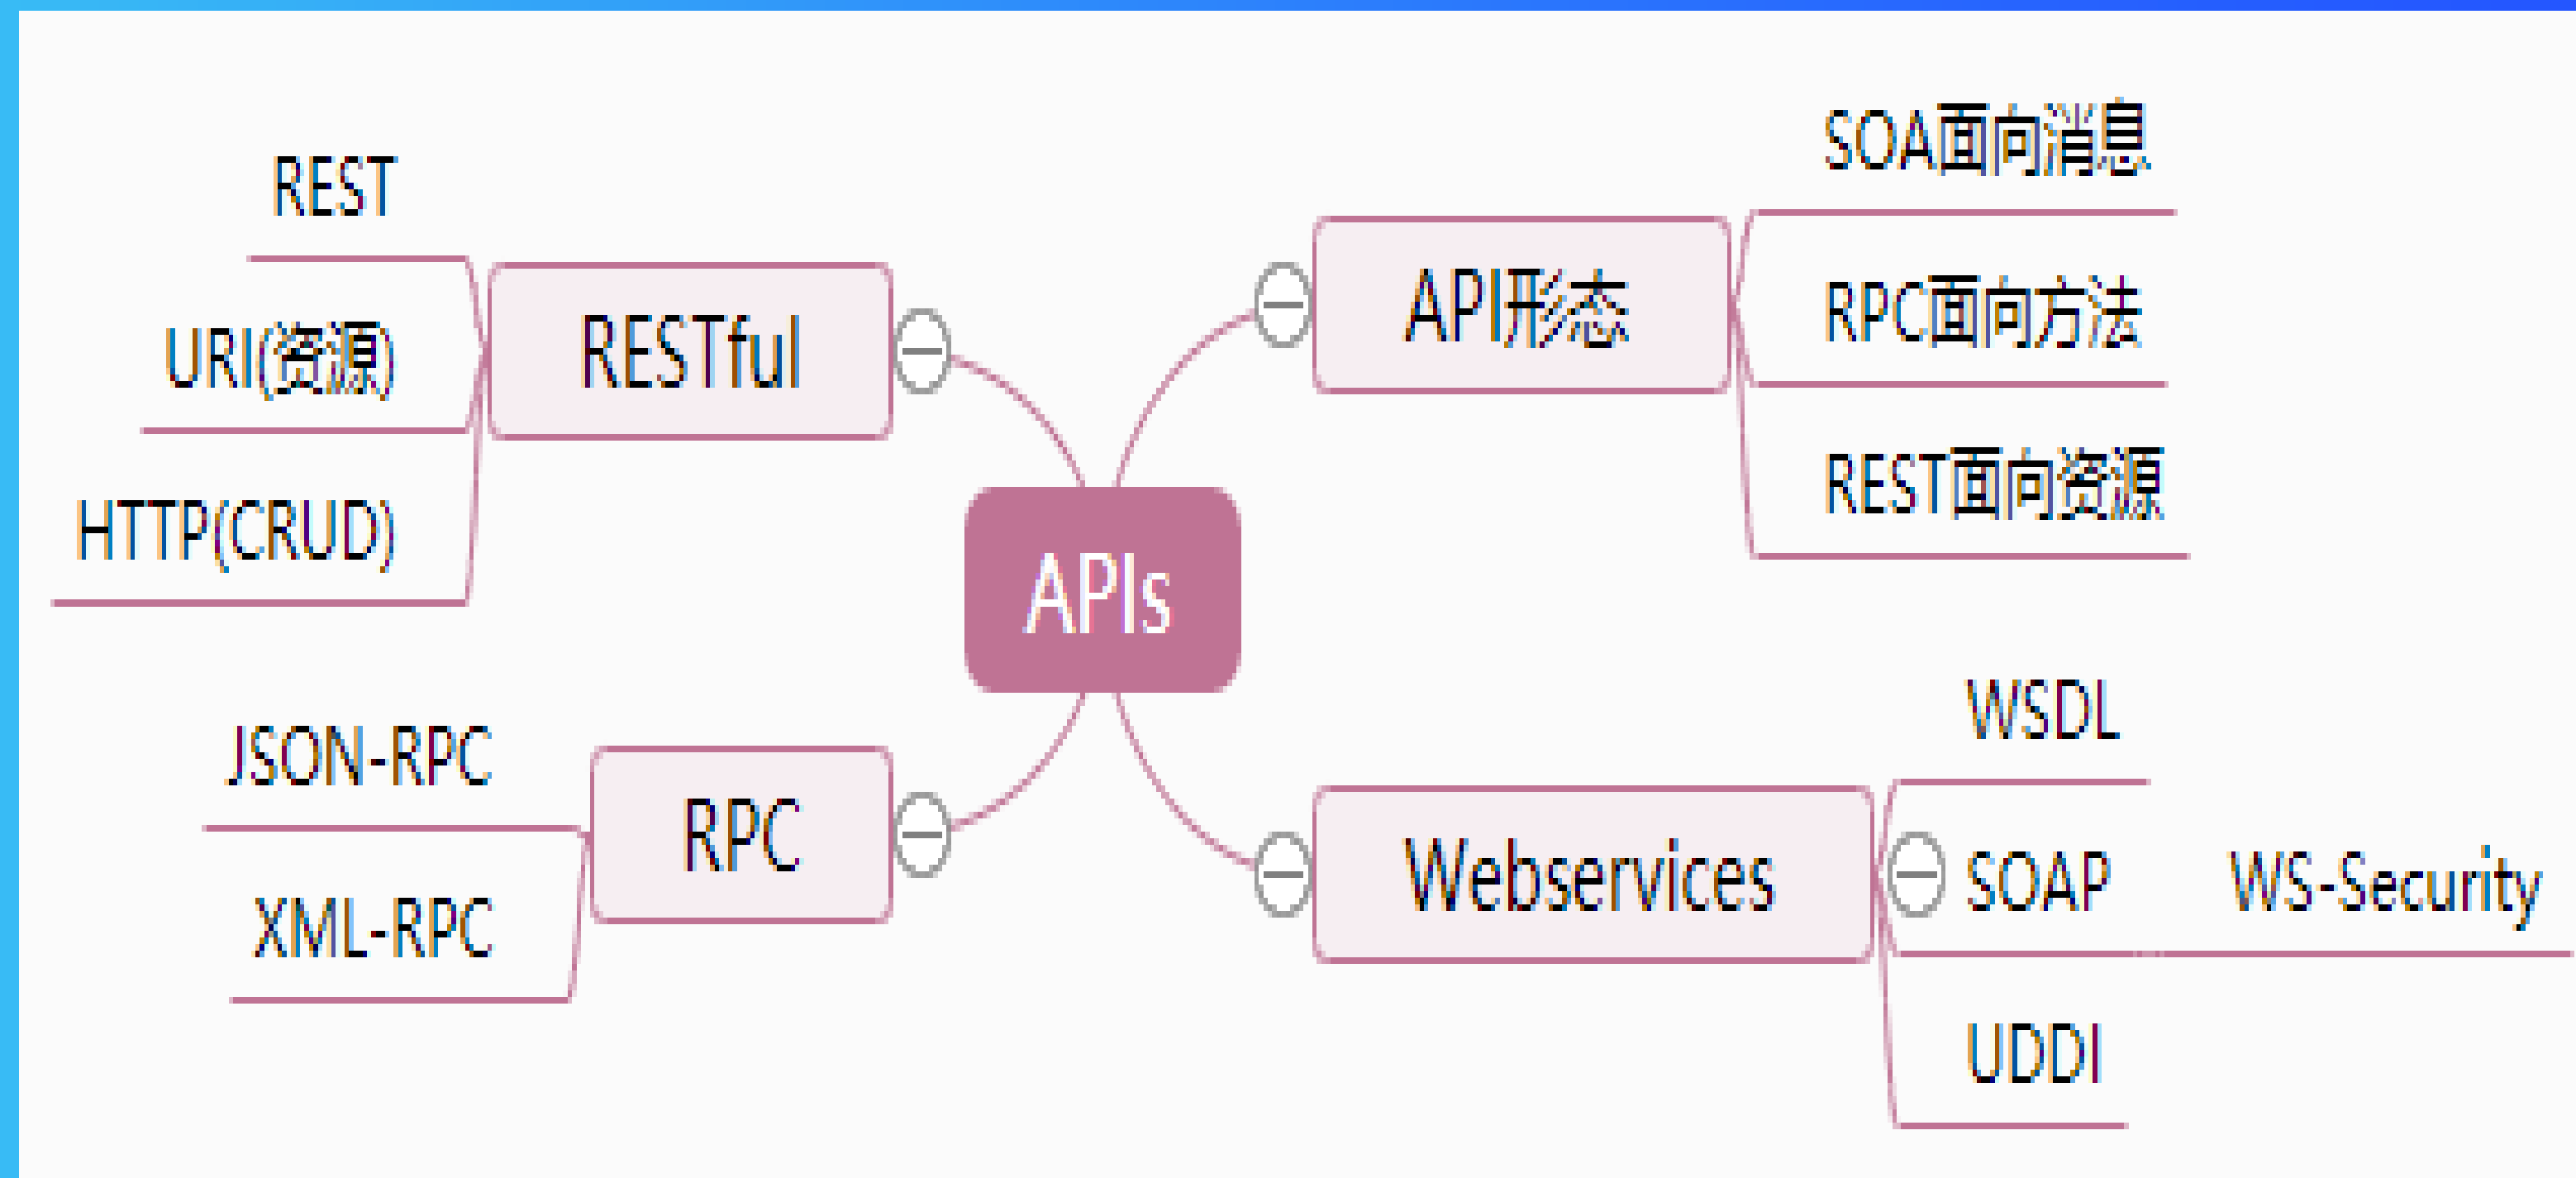 REST
URI(资源)
HTTP(CRUD)
RESTful
JSON-RPC
XML-RPC
RPC
APIs
API形态
SOA面向消息
RPC面向方法
REST面向资源
Webservices
WSDL
SOAP
WS-Security
UDDI